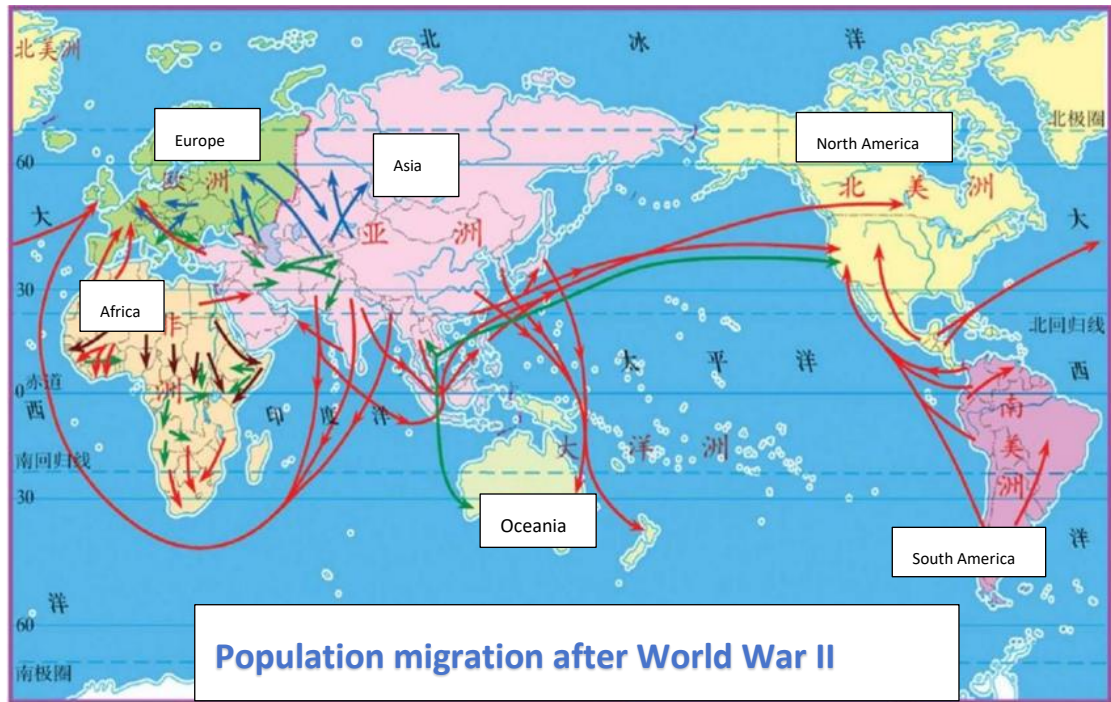 北 冰 洋
北美洲
北极圈
Europe
North America
60
Asia
欧 洲
北 美 洲
大
西
亚 洲
大
30
Africa
非
北回归线
太 平 洋
赤道
0
洲
西
印 度 洋
西
南
大 洋 洲
美
南回归线
洲
30
Oceania
South America
洋
洋
60
Population migration after World War II
南极圈